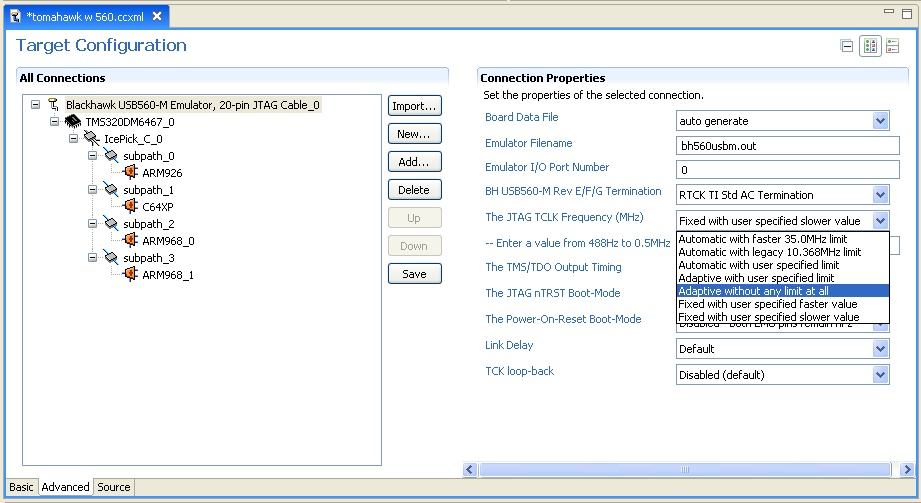 *tomahawk w 560.ccxml
Target Configuration
All Connections
Blackhawk USB560-M Emulator, 20-pin JTAG Cable_0
TMS320DM6467_0
IcePick_C_0
subpath_0
ARM926
subpath_1
C64XP
subpath_2
ARM968_0
subpath_3
ARM968_1
Import...
New...
Add...
Delete
Up
Down
Save
Connection Properties
Set the properties of the selected connection.
Board Data File
auto generate
Emulator Filename
bh560usbm.out
Emulator I/O Port Number
0
BH USB560-M Rev E/F/G Termination
RTCK TI Std AC Termination
The JTAG TCLK Frequency (MHz)
Fixed with user specified slower value
-- Enter a value from 488Hz to 0.5MHz
Automatic with faster 35.0MHz limit
Automatic with legacy 10.368MHz limit
Automatic with user specified limit
Adaptive with user specified limit
Adaptive without any limit at all
Fixed with user specified faster value
Fixed with user specified slower value
The TMS/TDO Output Timing
The JTAG nTRST Boot-Mode
The Power-On-Reset Boot-Mode
Disabled - Both EMU pins remain HiZ
Link Delay
Default
TCK loop-back
Disabled (default)
Basic
Advanced
Source